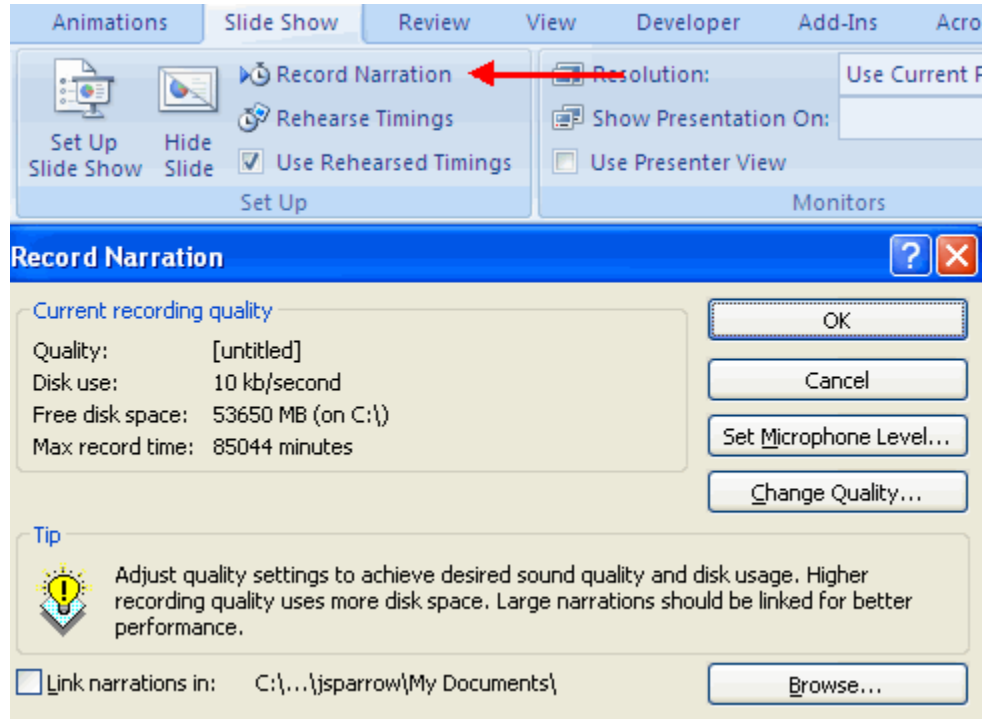 Animations Slide Show Review View Developer Add-Ins Acro
Record Narration Resolution: Use Current P
Rehearse Timings Show Presentation On:
Set Up Slide Show Hide Slide Use Rehearsed Timings Use Presenter View
Set Up Monitors
Record Narration
Current recording quality
OK
Quality: [untitled]
Disk use: 10 kb/second
Cancel
Free disk space: 53650 MB (on C:\)
Max record time: 85044 minutes
Set Microphone Level...
Change Quality...
Tip
Adjust quality settings to achieve desired sound quality and disk usage. Higher
recording quality uses more disk space. Large narrations should be linked for better
performance.
Link narrations in: C:\...\jsparrow\My Documents\
Browse...